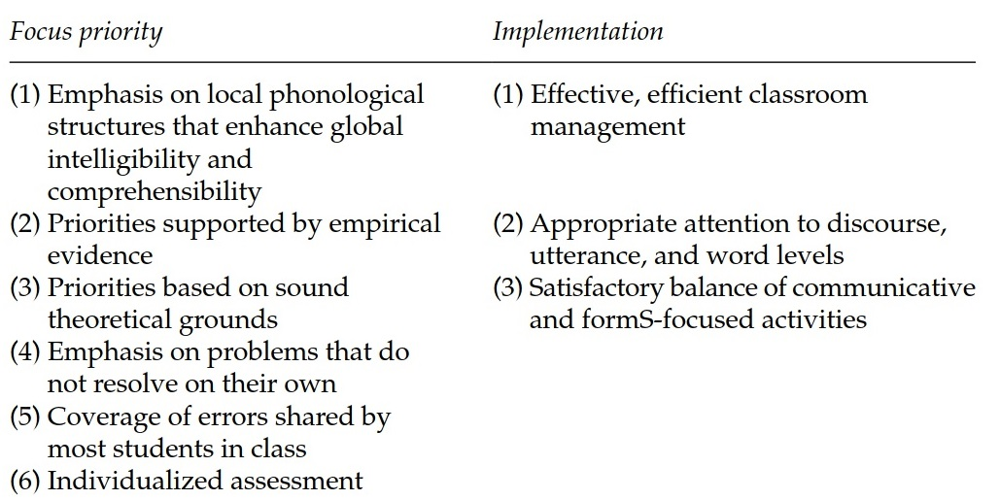 Focus priority
Implementation
(1) Emphasis on local phonological
structures that enhance global
intelligibility and
comprehensibility
(1) Effective, efficient classroom
management
(2) Priorities supported by empirical
evidence
(2) Appropriate attention to discourse,
utterance, and word levels
(3) Priorities based on sound
theoretical grounds
(3) Satisfactory balance of communicative
and formS-focused activities
(4) Emphasis on problems that do
not resolve on their own
(5) Coverage of errors shared by
most students in class
(6) Individualized assessment